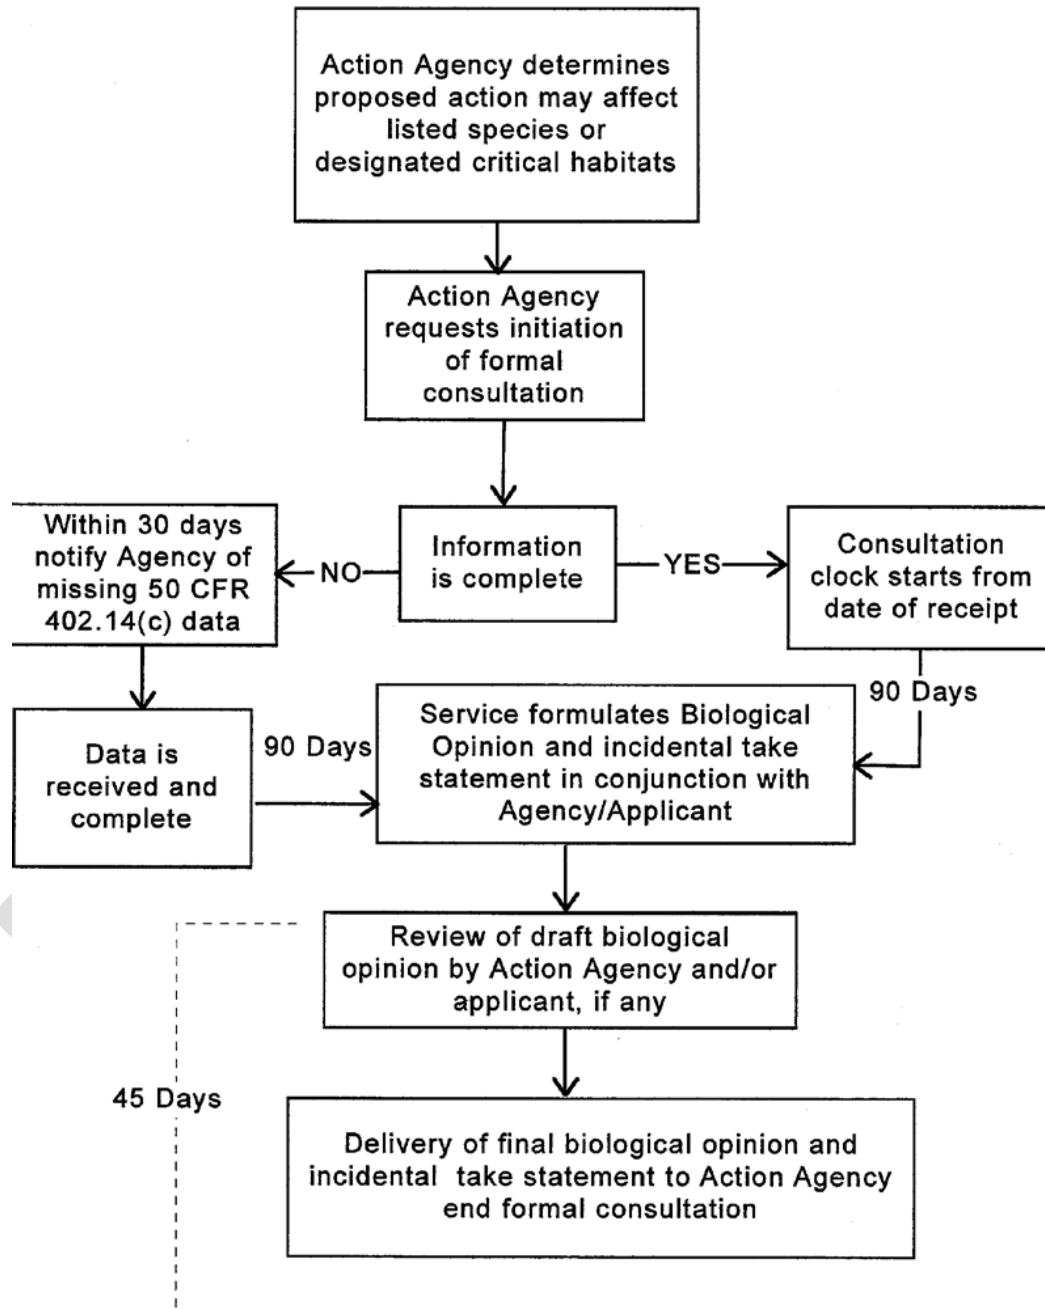 Action Agency determines
proposed action may affect
listed species or
designated critical habitats
Action Agency
requests initiation
of formal
consultation
Within 30 days
notify Agency of
missing 50 CFR
402.14(c) data
NO
Information
is complete
YES
Consultation
clock starts from
date of receipt
90 Days
Data is
received and
complete
90 Days
Service formulates Biological
Opinion and incidental take
statement in conjunction with
Agency/Applicant
Review of draft biological
opinion by Action Agency and/or
applicant, if any
45 Days
Delivery of final biological opinion and
incidental take statement to Action Agency
end formal consultation